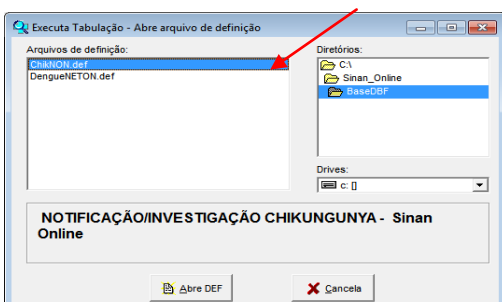 Executa Tabulação - Abre arquivo de definição
Arquivos de definição:
ChikNON.def
DengueNETON.def
Diretórios:
C:\
Sinan_Online
BaseDBF
Drives:
c: []
NOTIFICAÇÃO/INVESTIGAÇÃO CHIKUNGUNYA - Sinan
Online
Abre DEF
Cancela